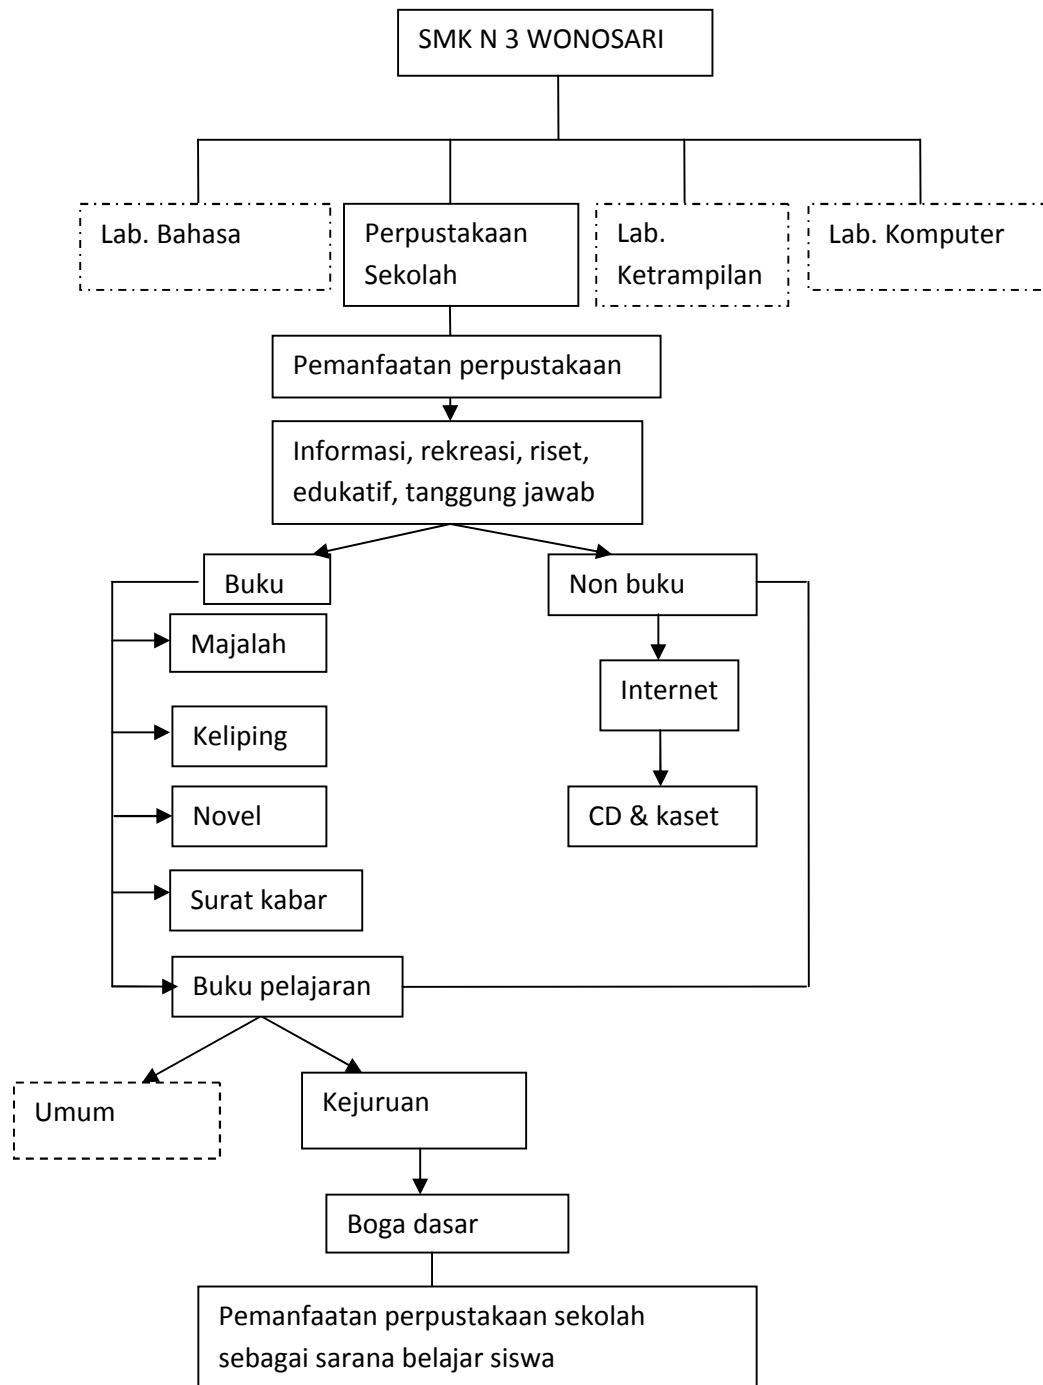 SMK N 3 WONOSARI
Lab. Bahasa
Perpustakaan
Sekolah
Lab.
Ketrampilan
Lab. Komputer
Pemanfaatan perpustakaan
Informasi, rekreasi, riset,
edukatif, tanggung jawab
Buku
Non buku
Majalah
Internet
Keliping
Novel
CD & kaset
Surat kabar
Buku pelajaran
Umum
Kejuruan
Boga dasar
Pemanfaatan perpustakaan sekolah
sebagai sarana belajar siswa